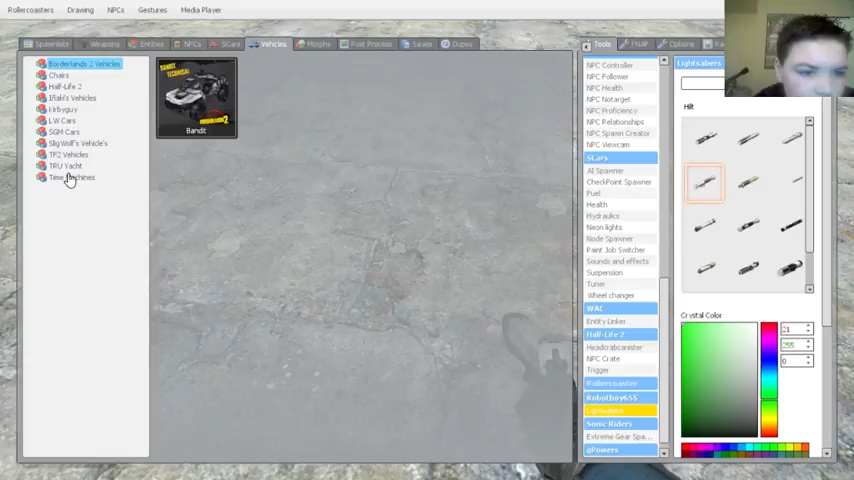 Rollercoasters Drawing NPCs Gestures Media Player
Spawnlists Weapons Entities NPCs SCars Vehicles Morphs Post Process Saves Dupes Tools FNAF Options
Borderlands 2 Vehicles
Chairs
Half-Life 2
Iñaki's Vehicles
Kirbyguy
LW Cars
SGM Cars
SligWolf's Vehicle's
TF2 Vehicles
TRU Yacht
Time Machines
BANDIT TECHNICAL
BORDERLANDS 2
Bandit
NPC Controller
NPC Follower
NPC Health
NPC Notarget
NPC Proficiency
NPC Relationships
NPC Spawn Creator
NPC Viewcam
SCars
AI Spawner
CheckPoint Spawner
Fuel
Health
Hydraulics
Neon lights
Node Spawner
Paint Job Switcher
Sounds and effects
Suspension
Tuner
Wheel changer
WAC
Entity Linker
Half-Life 2
Headcrabcanister
NPC Crate
Trigger
Rollercoaster
Robotboy655
Lightsabers
Sonic Riders
Extreme Gear Spa...
gPowers
Lightsabers
Hilt
Crystal Color
21
255
0